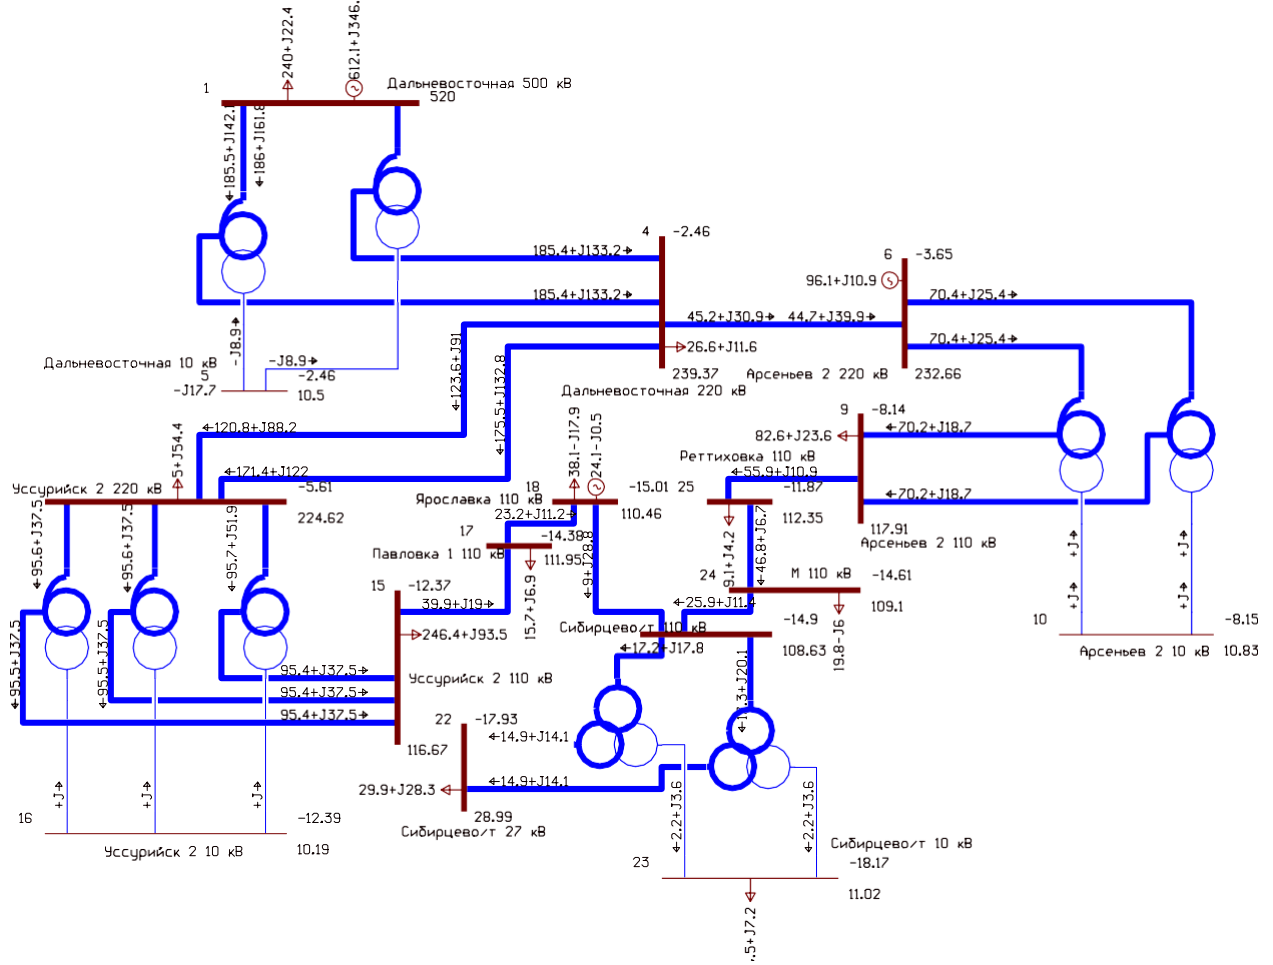 240+J22.4
612.1+J346.
1
Дальневосточная 500 кВ
520
185.5+J142.1
186+J161.8
4
-2.46
185.4+J133.2
185.4+J133.2
6
-3.65
96.1+J10.9
70.4+J25.4
45.2+J30.9
44.7+J39.9
70.4+J25.4
26.6+J11.6
239.37
Арсеньев 2 220 кВ
232.66
Дальневосточная 220 кВ
-J8.9
-J8.9
Дальневосточная 10 кВ
5
-2.46
-J17.7
10.5
123.6+J91
175.5+J132.8
120.8+J88.2
171.4+J122
9
-8.14
82.6+J23.6
70.2+J18.7
Реттиховка 110 кВ
55.9+J10.9
70.2+J18.7
117.91
Арсеньев 2 110 кВ
5+J54.4
Уссурийск 2 220 кВ
-5.61
224.62
38.1-J17.9
24.1-J0.5
18
-15.01
Ярославка 110 кВ
110.46
25
-11.87
112.35
23.2+J11.2
17
-14.38
Павловка 1 110 кВ
111.95
15.7+J6.9
9+J28.8
9.1+J4.2
46.8+J6.7
24
М 110 кВ
-14.61
109.1
19.8-J6
25.9+J11.4
95.6+J37.5
95.6+J37.5
95.7+J51.9
15
-12.37
39.9+J19
246.4+J93.5
Сибирцево/т 110 кВ
-14.9
108.63
17.2+J17.8
17.3+J20.1
10
-8.15
Арсеньев 2 10 кВ
10.83
+J
+J
+J
+J
95.5+J37.5
95.5+J37.5
95.4+J37.5
95.4+J37.5
95.4+J37.5
Уссурийск 2 110 кВ
116.67
22
-17.93
14.9+J14.1
14.9+J14.1
29.9+J28.3
28.99
Сибирцево/т 27 кВ
2.2+J3.6
2.2+J3.6
+J
+J
+J
16
-12.39
Уссурийск 2 10 кВ
10.19
Сибирцево/т 10 кВ
23
-18.17
11.02
.5+J7.2